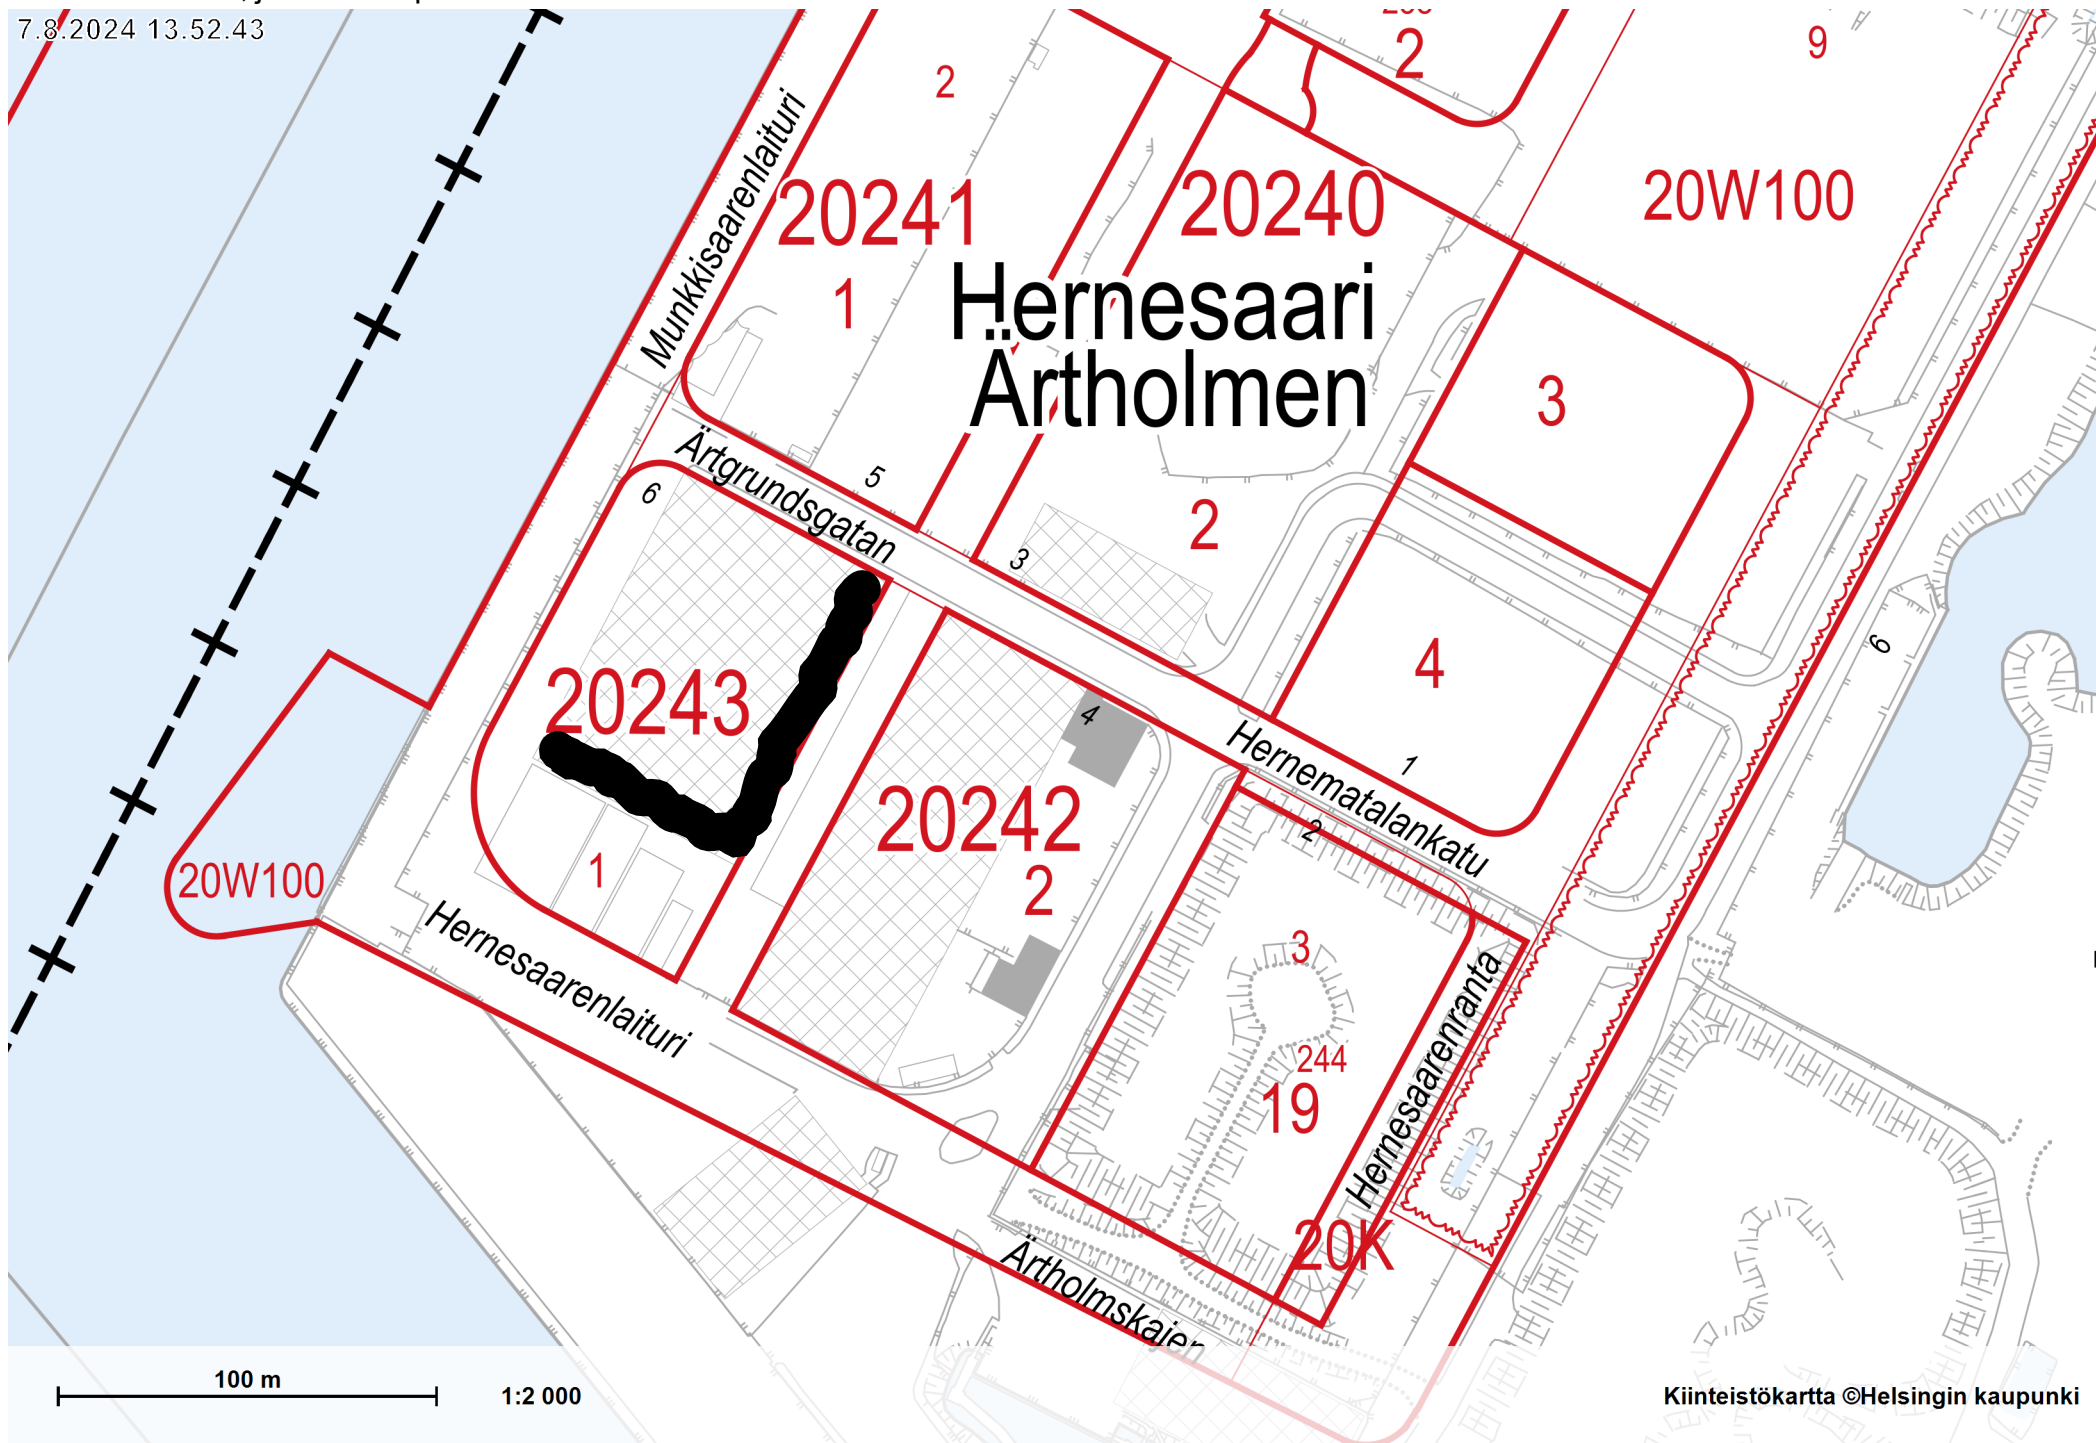 7.8.2024 13.52.43
2
2
9
Munkkisaarenlaituri
20241
20240
20W100
1
Hernesaari
Ärtholmen
3
Ärtgrundsgatan
5
6
3
2
20243
4
6
4
Hernematalankatu
1
20242
2
1
2
20W100
Hernesaarenlaituri
3
Hernesaarenranta
244
19
20K
Ärtholmskajen
100 m
1:2 000
Kiinteistökartta ©Helsingin kaupunki